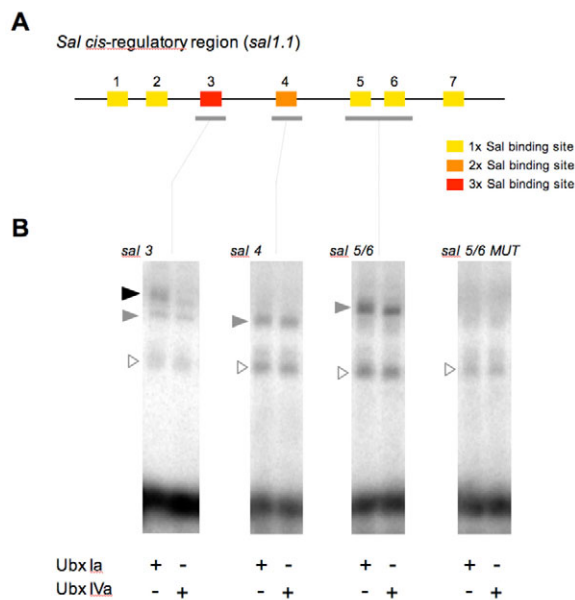 A
Sal cis-regulatory region (sal1.1)
1 2 3 4 5 6 7
1x Sal binding site
2x Sal binding site
3x Sal binding site
B
sal 3 sal 4 sal 5/6 sal 5/6 MUT
Ubx Ia + - + - + - + -
Ubx IVa - + - + - + - +